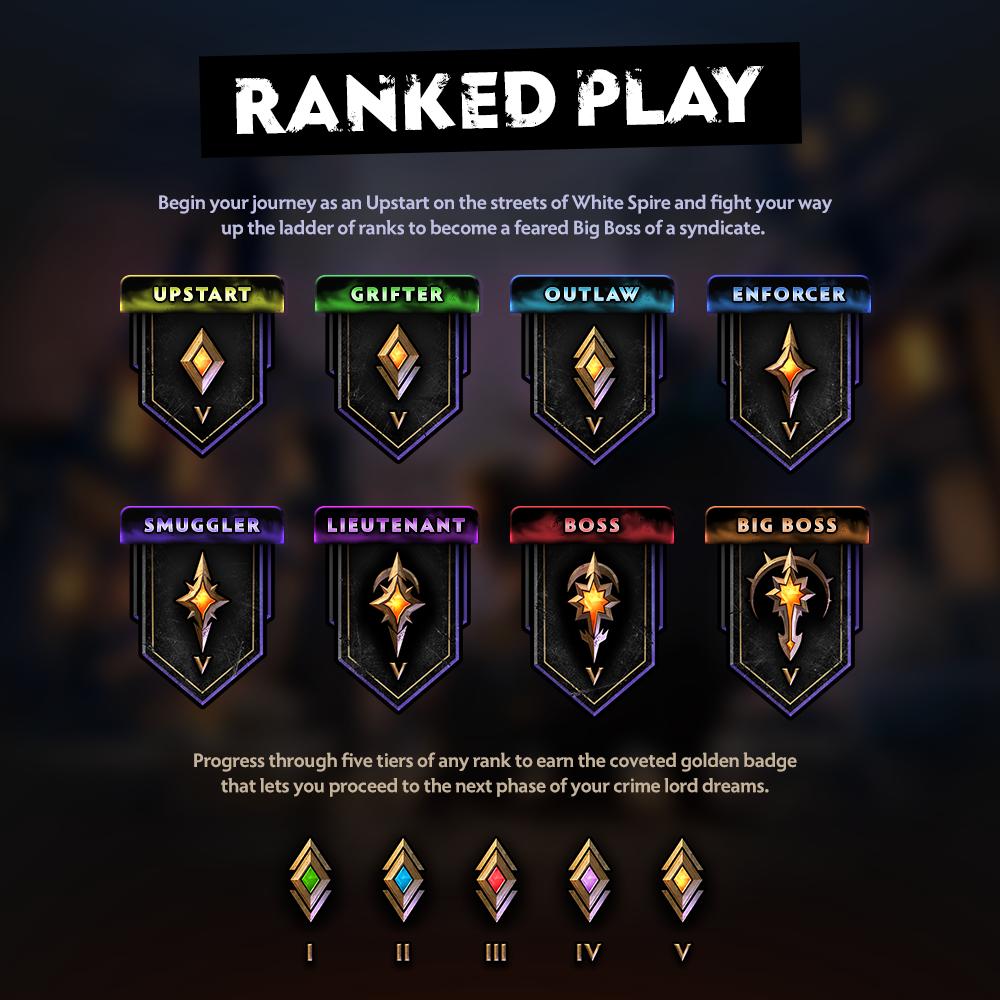 RANKED PLAY
Begin your journey as an Upstart on the streets of White Spire and fight your way
up the ladder of ranks to become a feared Big Boss of a syndicate.
UPSTART GRIFTER OUTLAW ENFORCER
V V V V
SMUGGLER LIEUTENANT BOSS BIG BOSS
V V V V
Progress through five tiers of any rank to earn the coveted golden badge
that lets you proceed to the next phase of your crime lord dreams.
I II III IV V